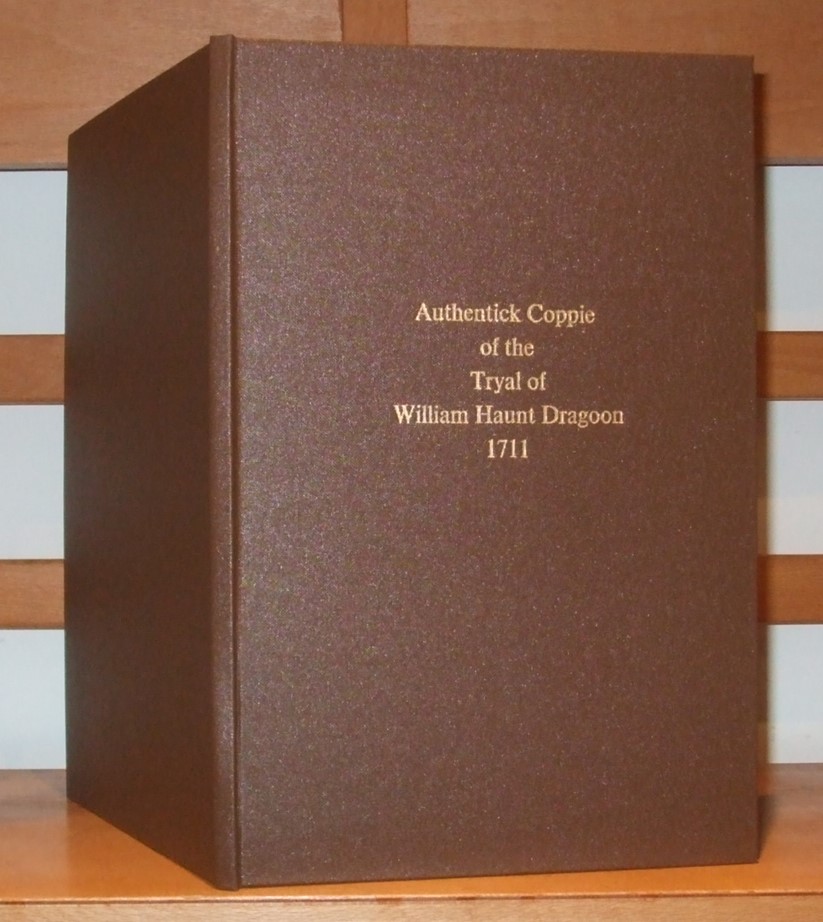 Authentick Coppie
of the
Tryal of
William Haunt Dragoon
1711